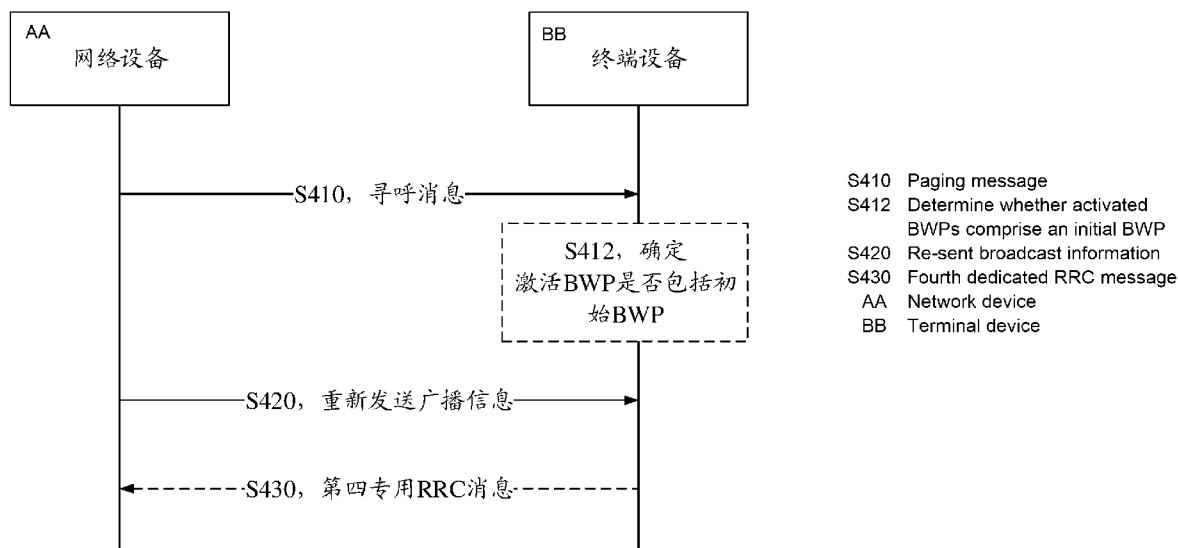 AA
网络设备
BB
终端设备
S410，寻呼消息
S412，确定
激活BWP是否包括初
始BWP
S420，重新发送广播信息
S430，第四专用RRC消息
S410 Paging message
S412 Determine whether activated
BWPs comprise an initial BWP
S420 Re-sent broadcast information
S430 Fourth dedicated RRC message
AA Network device
BB Terminal device